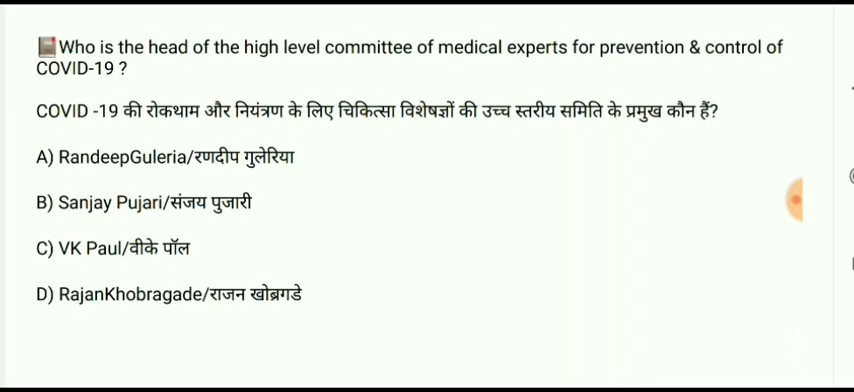 Who is the head of the high level committee of medical experts for prevention & control of
COVID-19 ?
COVID -19 की रोकथाम और नियंत्रण के लिए चिकित्सा विशेषज्ञों की उच्च स्तरीय समिति के प्रमुख कौन हैं?
A) RandeepGuleria/रणदीप गुलेरिया
B) Sanjay Pujari/संजय पुजारी
C) VK Paul/वीके पॉल
D) RajanKhobragade/राजन खोब्रगडे